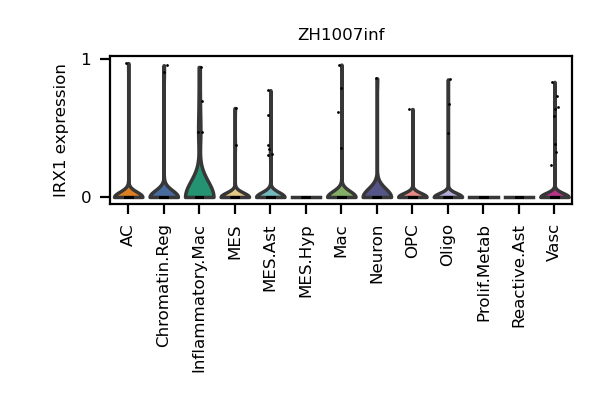 ZH1007inf
IRX1 expression
1
0
AC
Chromatin.Reg
Inflammatory.Mac
MES
MES.Ast
MES.Hyp
Mac
Neuron
OPC
Oligo
Prolif.Metab
Reactive.Ast
Vasc